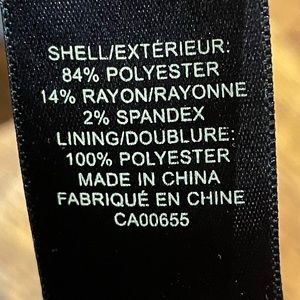 SHELL/EXTÉRIEUR:
84% POLYESTER
14% RAYON/RAYONNE
2% SPANDEX
LINING/DOUBLURE:
100% POLYESTER
MADE IN CHINA
FABRIQUÉ EN CHINE
CA00655